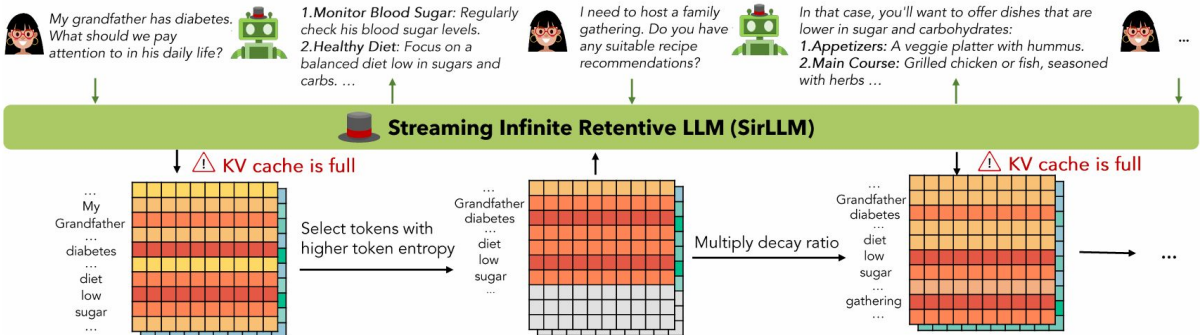 My grandfather has diabetes.
What should we pay
attention to in his daily life?
1.Monitor Blood Sugar: Regularly
check his blood sugar levels.
2.Healthy Diet: Focus on a
balanced diet low in sugars and
carbs. …
I need to host a family
gathering. Do you have
any suitable recipe
recommendations?
In that case, you'll want to offer dishes that are
lower in sugar and carbohydrates:
1.Appetizers: A veggie platter with hummus.
2.Main Course: Grilled chicken or fish, seasoned
with herbs …
...
Streaming Infinite Retentive LLM (SirLLM)
KV cache is full
KV cache is full
…
My
Grandfather
…
diabetes
…
diet
low
sugar
…
Select tokens with
higher token entropy
…
Grandfather
diabetes
…
diet
low
sugar
…
Multiply decay ratio
…
Grandfather
diabetes
…
diet
low
sugar
…
gathering
…
...